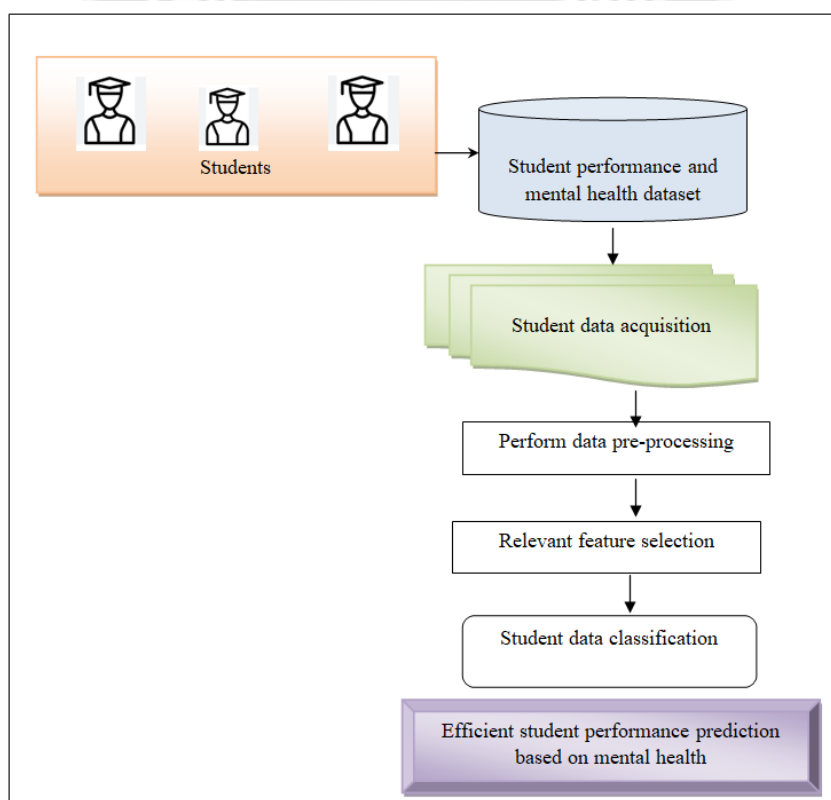 Students
Student performance and
mental health dataset
Student data acquisition
Perform data pre-processing
Relevant feature selection
Student data classification
Efficient student performance prediction
based on mental health